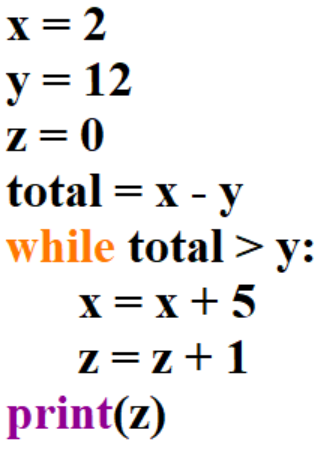 x = 2
y = 12
z = 0
total = x - y
while total > y:
x = x + 5
z = z + 1
print(z)